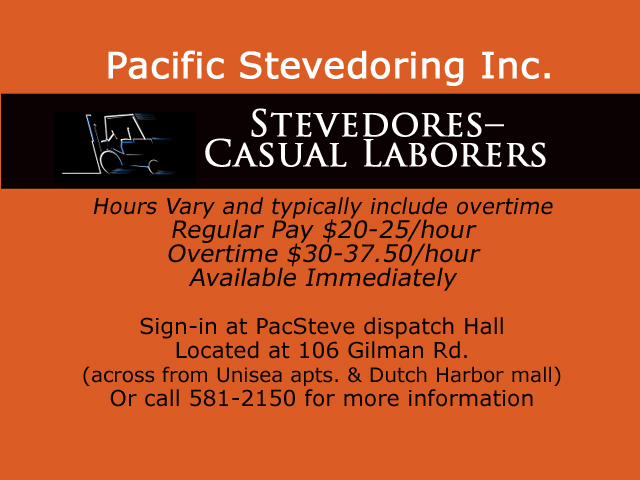 Pacific Stevedoring Inc.
Stevedores–
Casual Laborers
Hours Vary and typically include overtime
Regular Pay $20-25/hour
Overtime $30-37.50/hour
Available Immediately
Sign-in at PacSteve dispatch Hall
Located at 106 Gilman Rd.
(across from Unisea apts. & Dutch Harbor mall)
Or call 581-2150 for more information